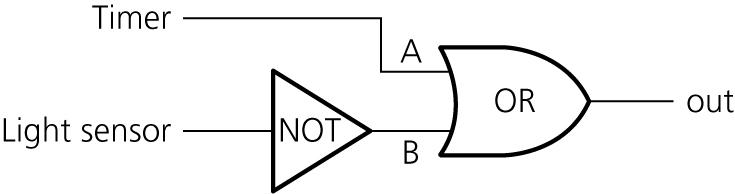 Timer
A
OR
out
Light sensor
NOT
B